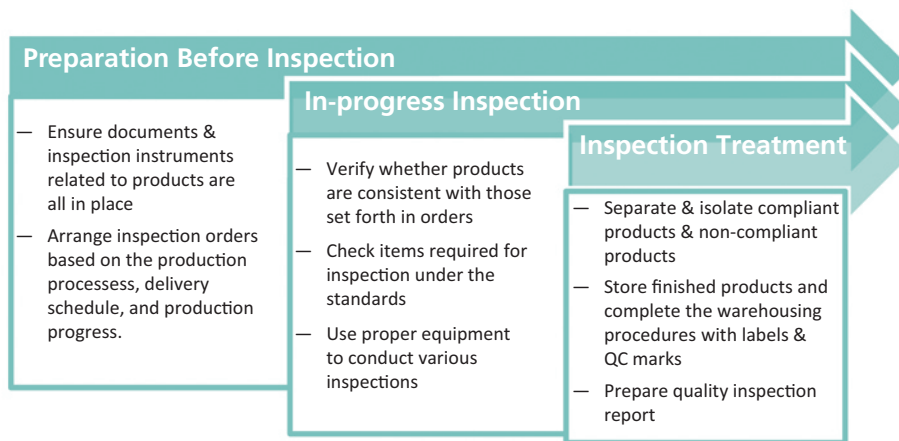 Preparation Before Inspection
— Ensure documents &
inspection instruments
related to products are
all in place
— Arrange inspection orders
based on the production
processess, delivery
schedule, and production
progress.
In-progress Inspection
— Verify whether products
are consistent with those
set forth in orders
— Check items required for
inspection under the
standards
— Use proper equipment
to conduct various
inspections
Inspection Treatment
— Separate & isolate compliant
products & non-compliant
products
— Store finished products and
complete the warehousing
procedures with labels &
QC marks
— Prepare quality inspection
report